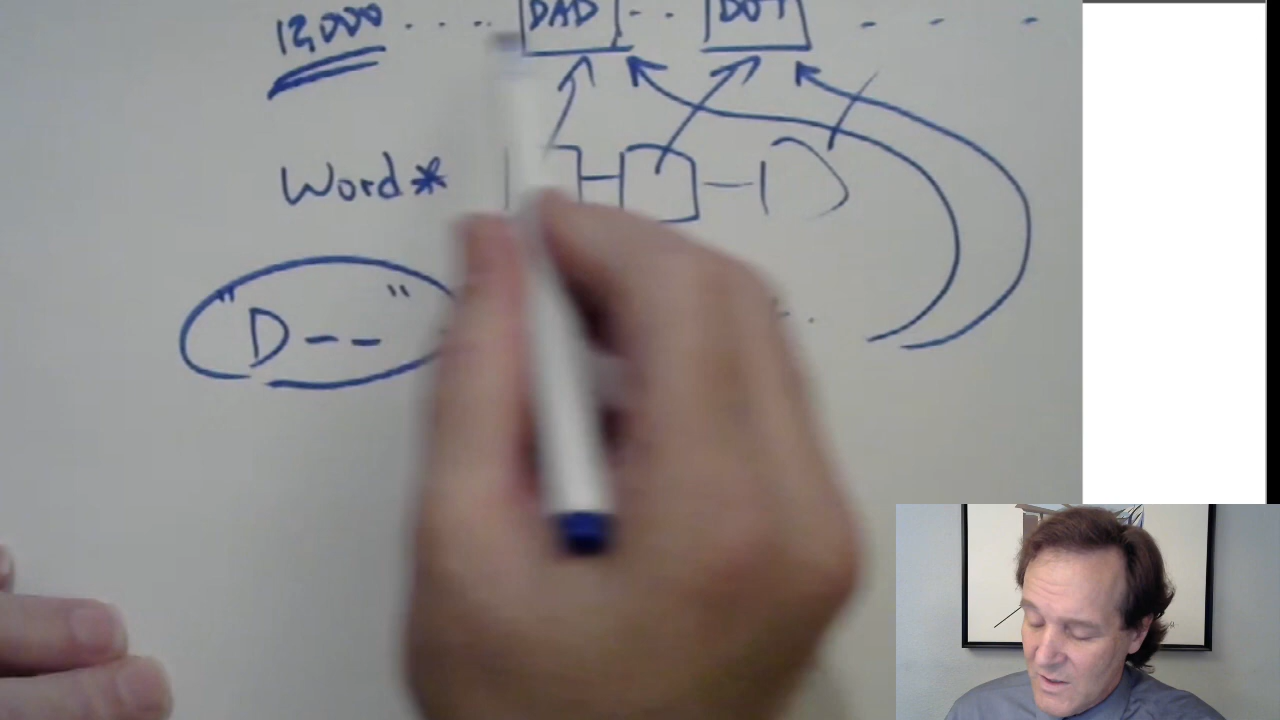 12,000 .... DAD .. DOT - - -
Word*
"D--" ..